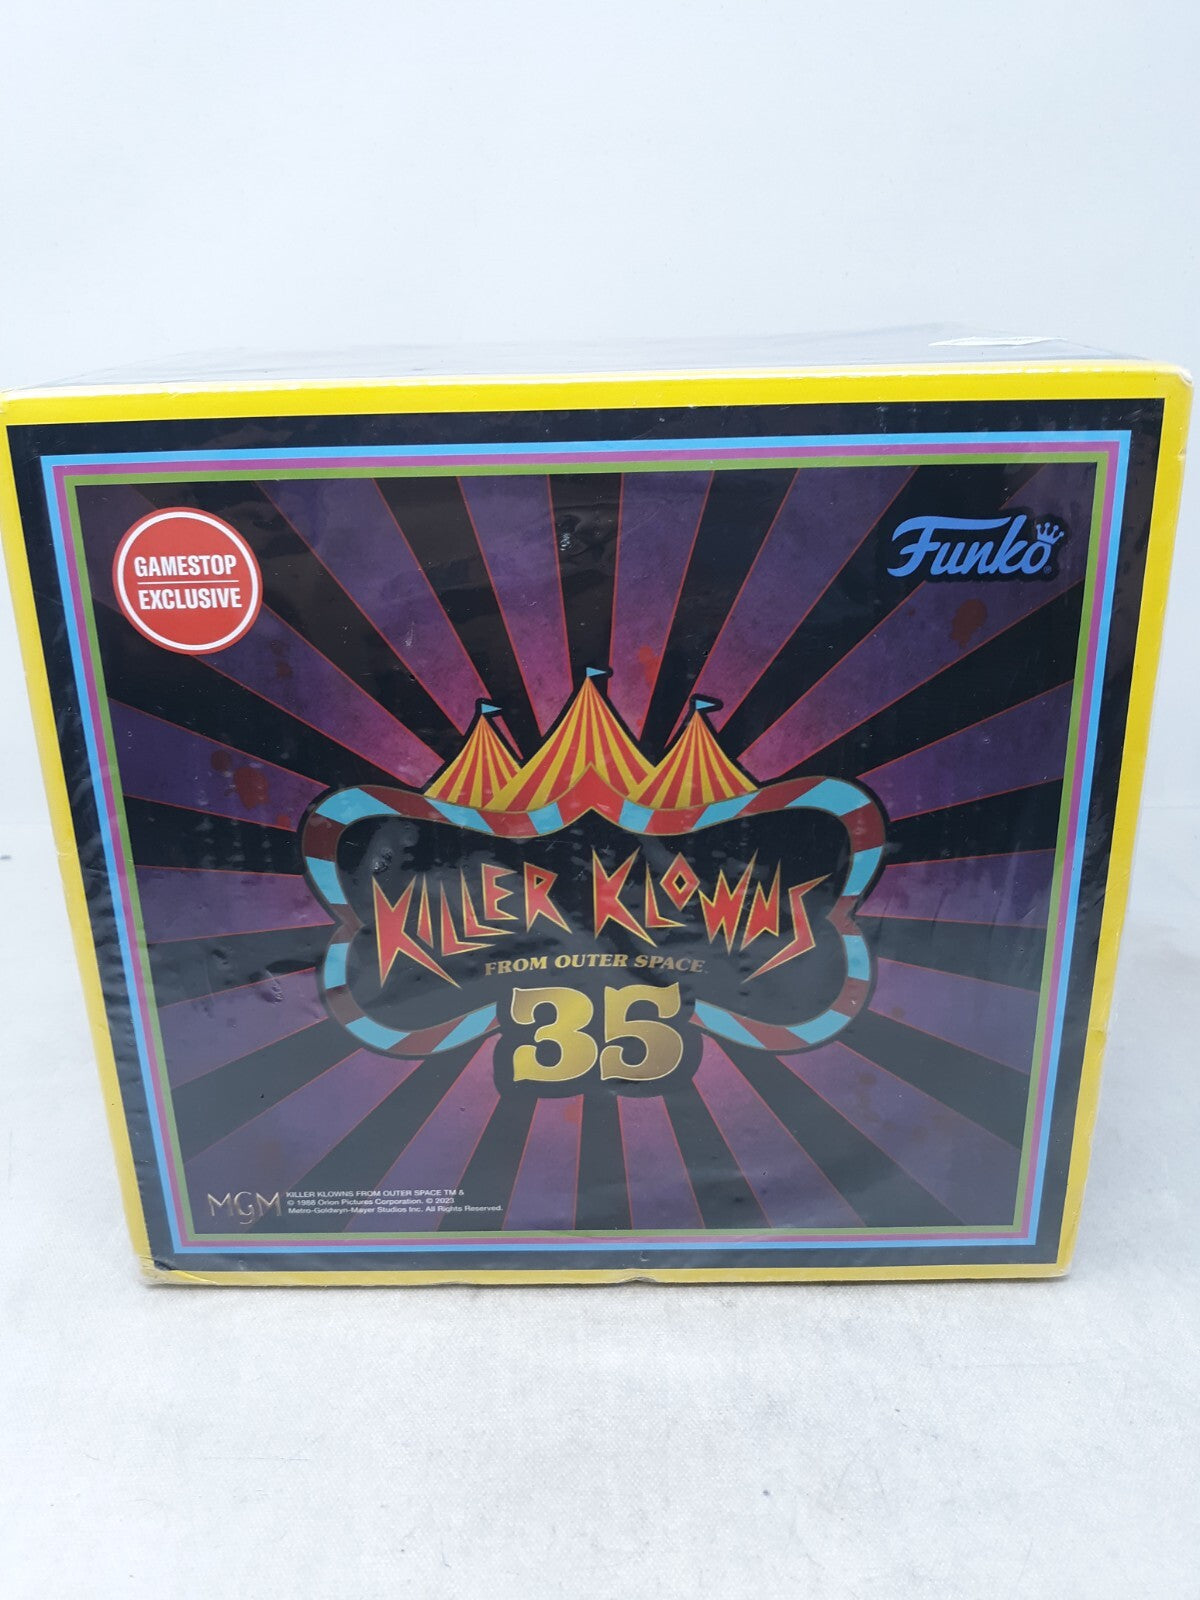 GAMESTOP
EXCLUSIVE
Funko®
KILLER KLOWNS
FROM OUTER SPACE™
35
MGM
KILLER KLOWNS FROM OUTER SPACE TM &
© 1988 Orion Pictures Corporation. © 2023
Metro-Goldwyn-Mayer Studios Inc. All Rights Reserved.